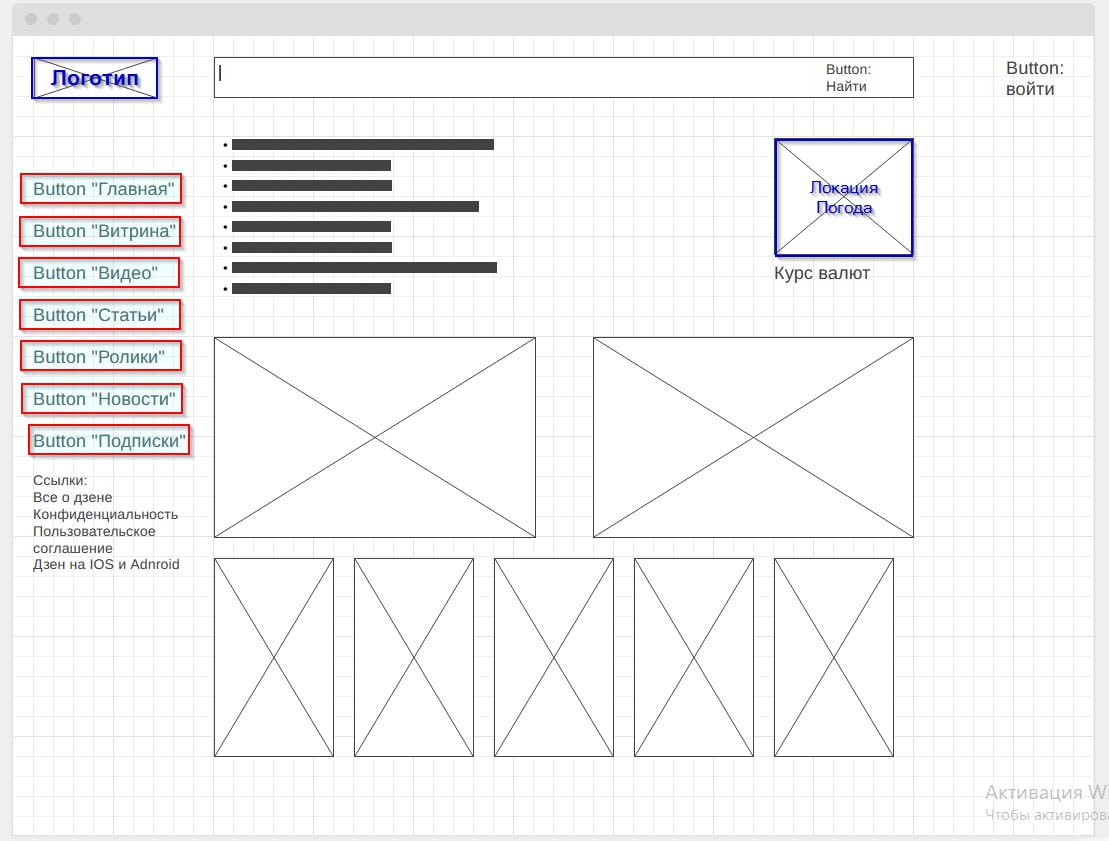 Логотип
Button:
Найти
Button:
войти
Локация
Погода
Курс валют
Button "Главная"
Button "Витрина"
Button "Видео"
Button "Статьи"
Button "Ролики"
Button "Новости"
Button "Подписки"
Ссылки:
Все о дзене
Конфиденциальность
Пользовательское
соглашение
Дзен на IOS и Adnroid
Активация Wi
Чтобы активирова